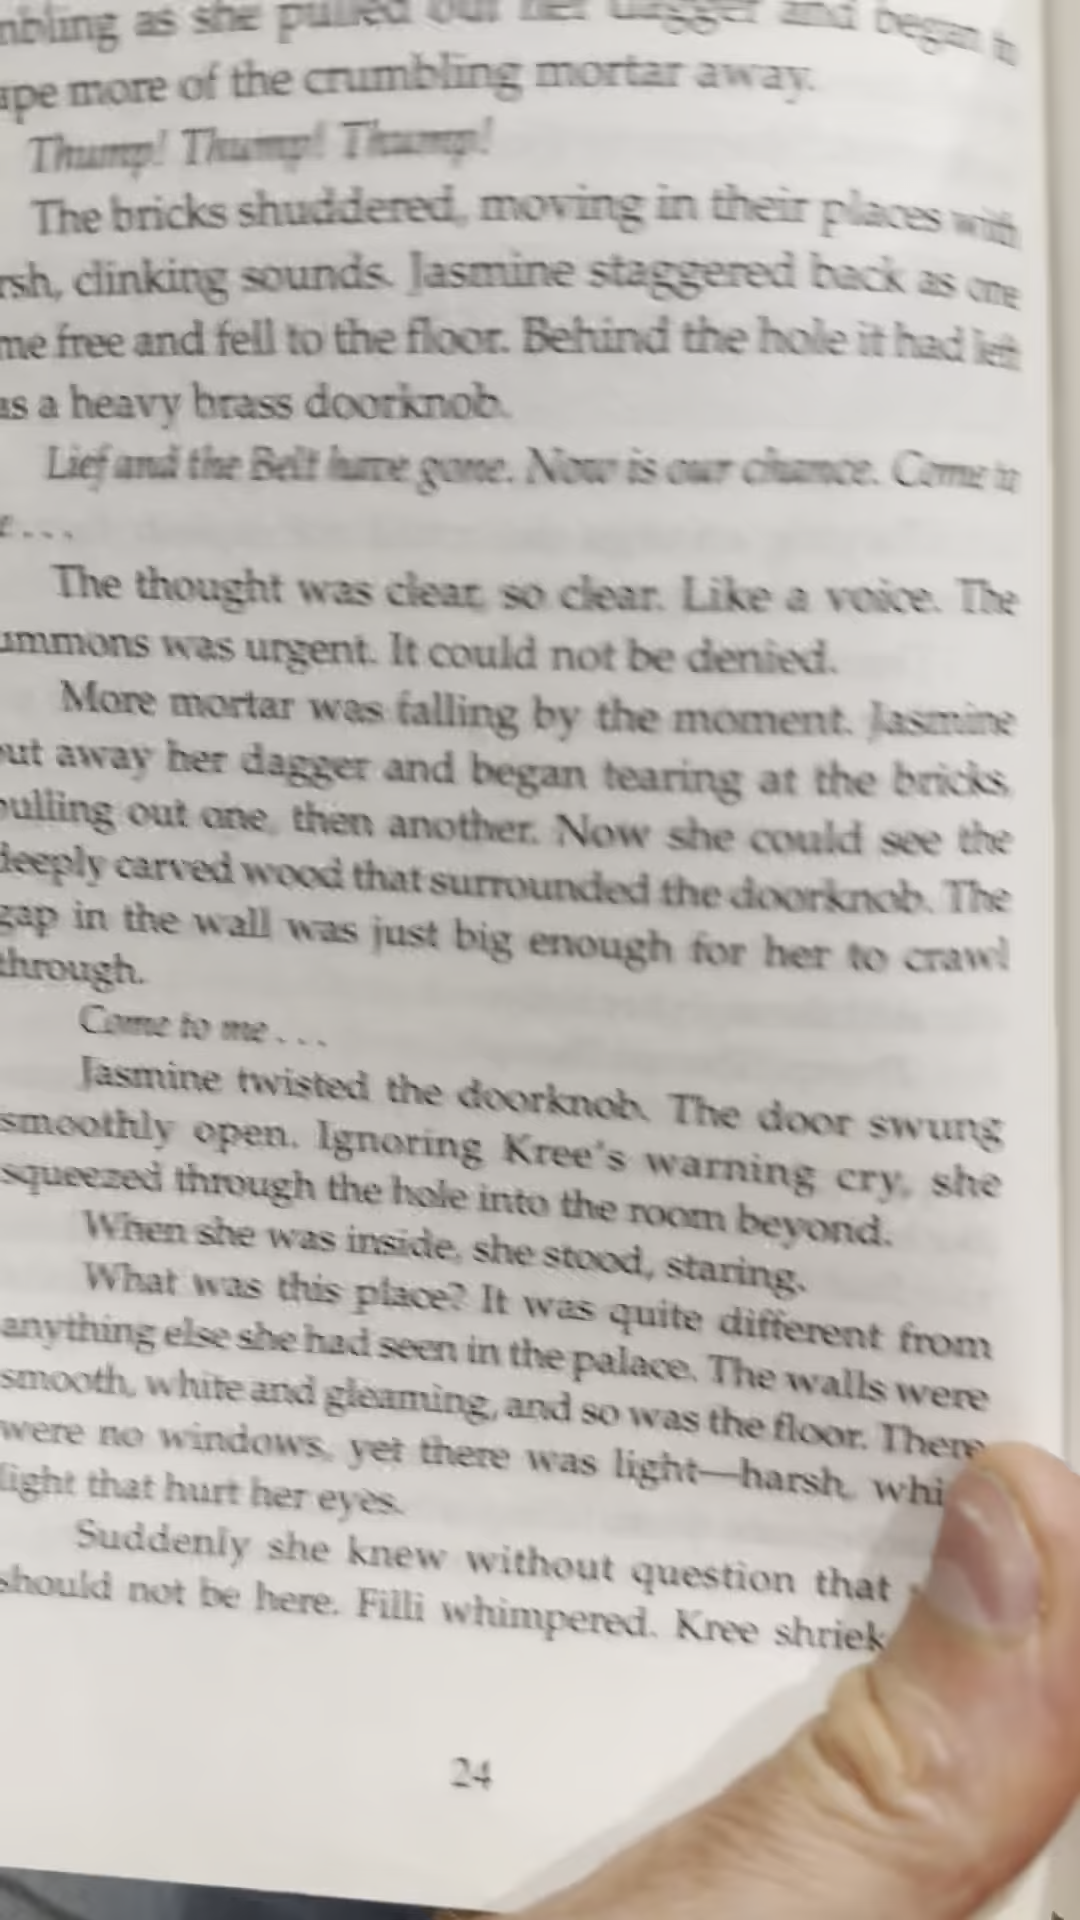 mbling as she pulled out her dagger and began to
ape more of the crumbling mortar away.
Thump! Thump! Thump!
The bricks shuddered, moving in their places with
rsh, clinking sounds. Jasmine staggered back as one
me free and fell to the floor. Behind the hole it had left
as a heavy brass doorknob.
Lief and the Belt have gone. Now is our chance. Come to
e . . .
The thought was clear, so clear. Like a voice. The
ummons was urgent. It could not be denied.
More mortar was falling by the moment. Jasmine
out away her dagger and began tearing at the bricks,
pulling out one, then another. Now she could see the
deeply carved wood that surrounded the doorknob. The
gap in the wall was just big enough for her to crawl
through.
Come to me . . .
Jasmine twisted the doorknob. The door swung
smoothly open. Ignoring Kree's warning cry, she
squeezed through the hole into the room beyond.
When she was inside, she stood, staring.
What was this place? It was quite different from
anything else she had seen in the palace. The walls were
smooth, white and gleaming, and so was the floor. There
were no windows, yet there was light—harsh, whi
light that hurt her eyes.
Suddenly she knew without question that
should not be here. Filli whimpered. Kree shriek
24